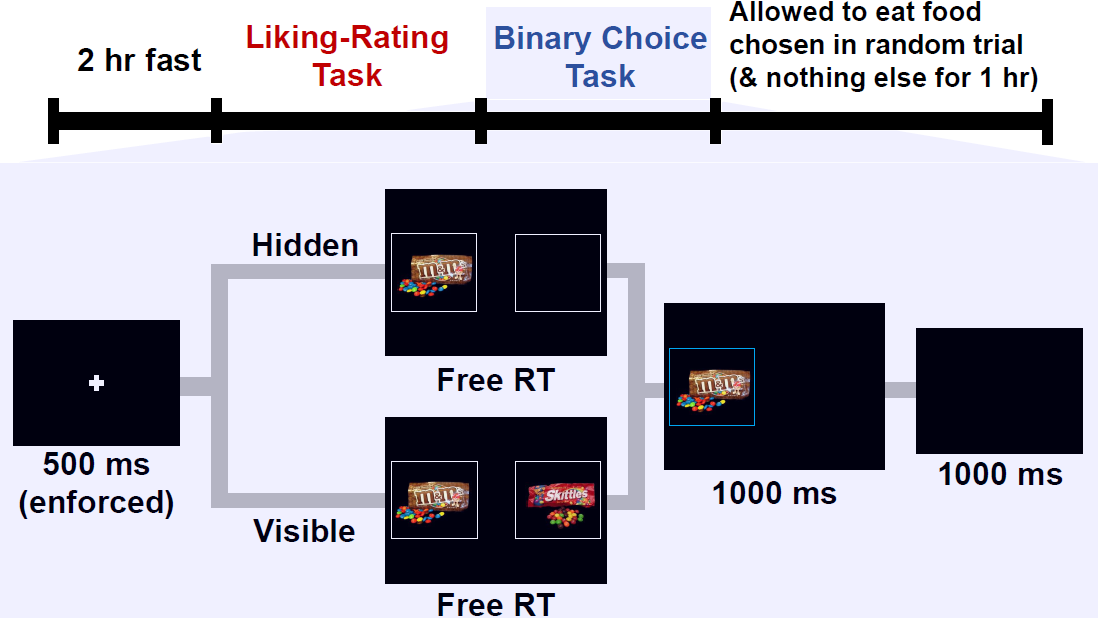 2 hr fast
Liking-Rating
Task
Binary Choice
Task
Allowed to eat food
chosen in random trial
(& nothing else for 1 hr)
Hidden
m&m's
Free RT
500 ms
(enforced)
Visible
m&m's
Skittles
Free RT
m&m's
1000 ms
1000 ms